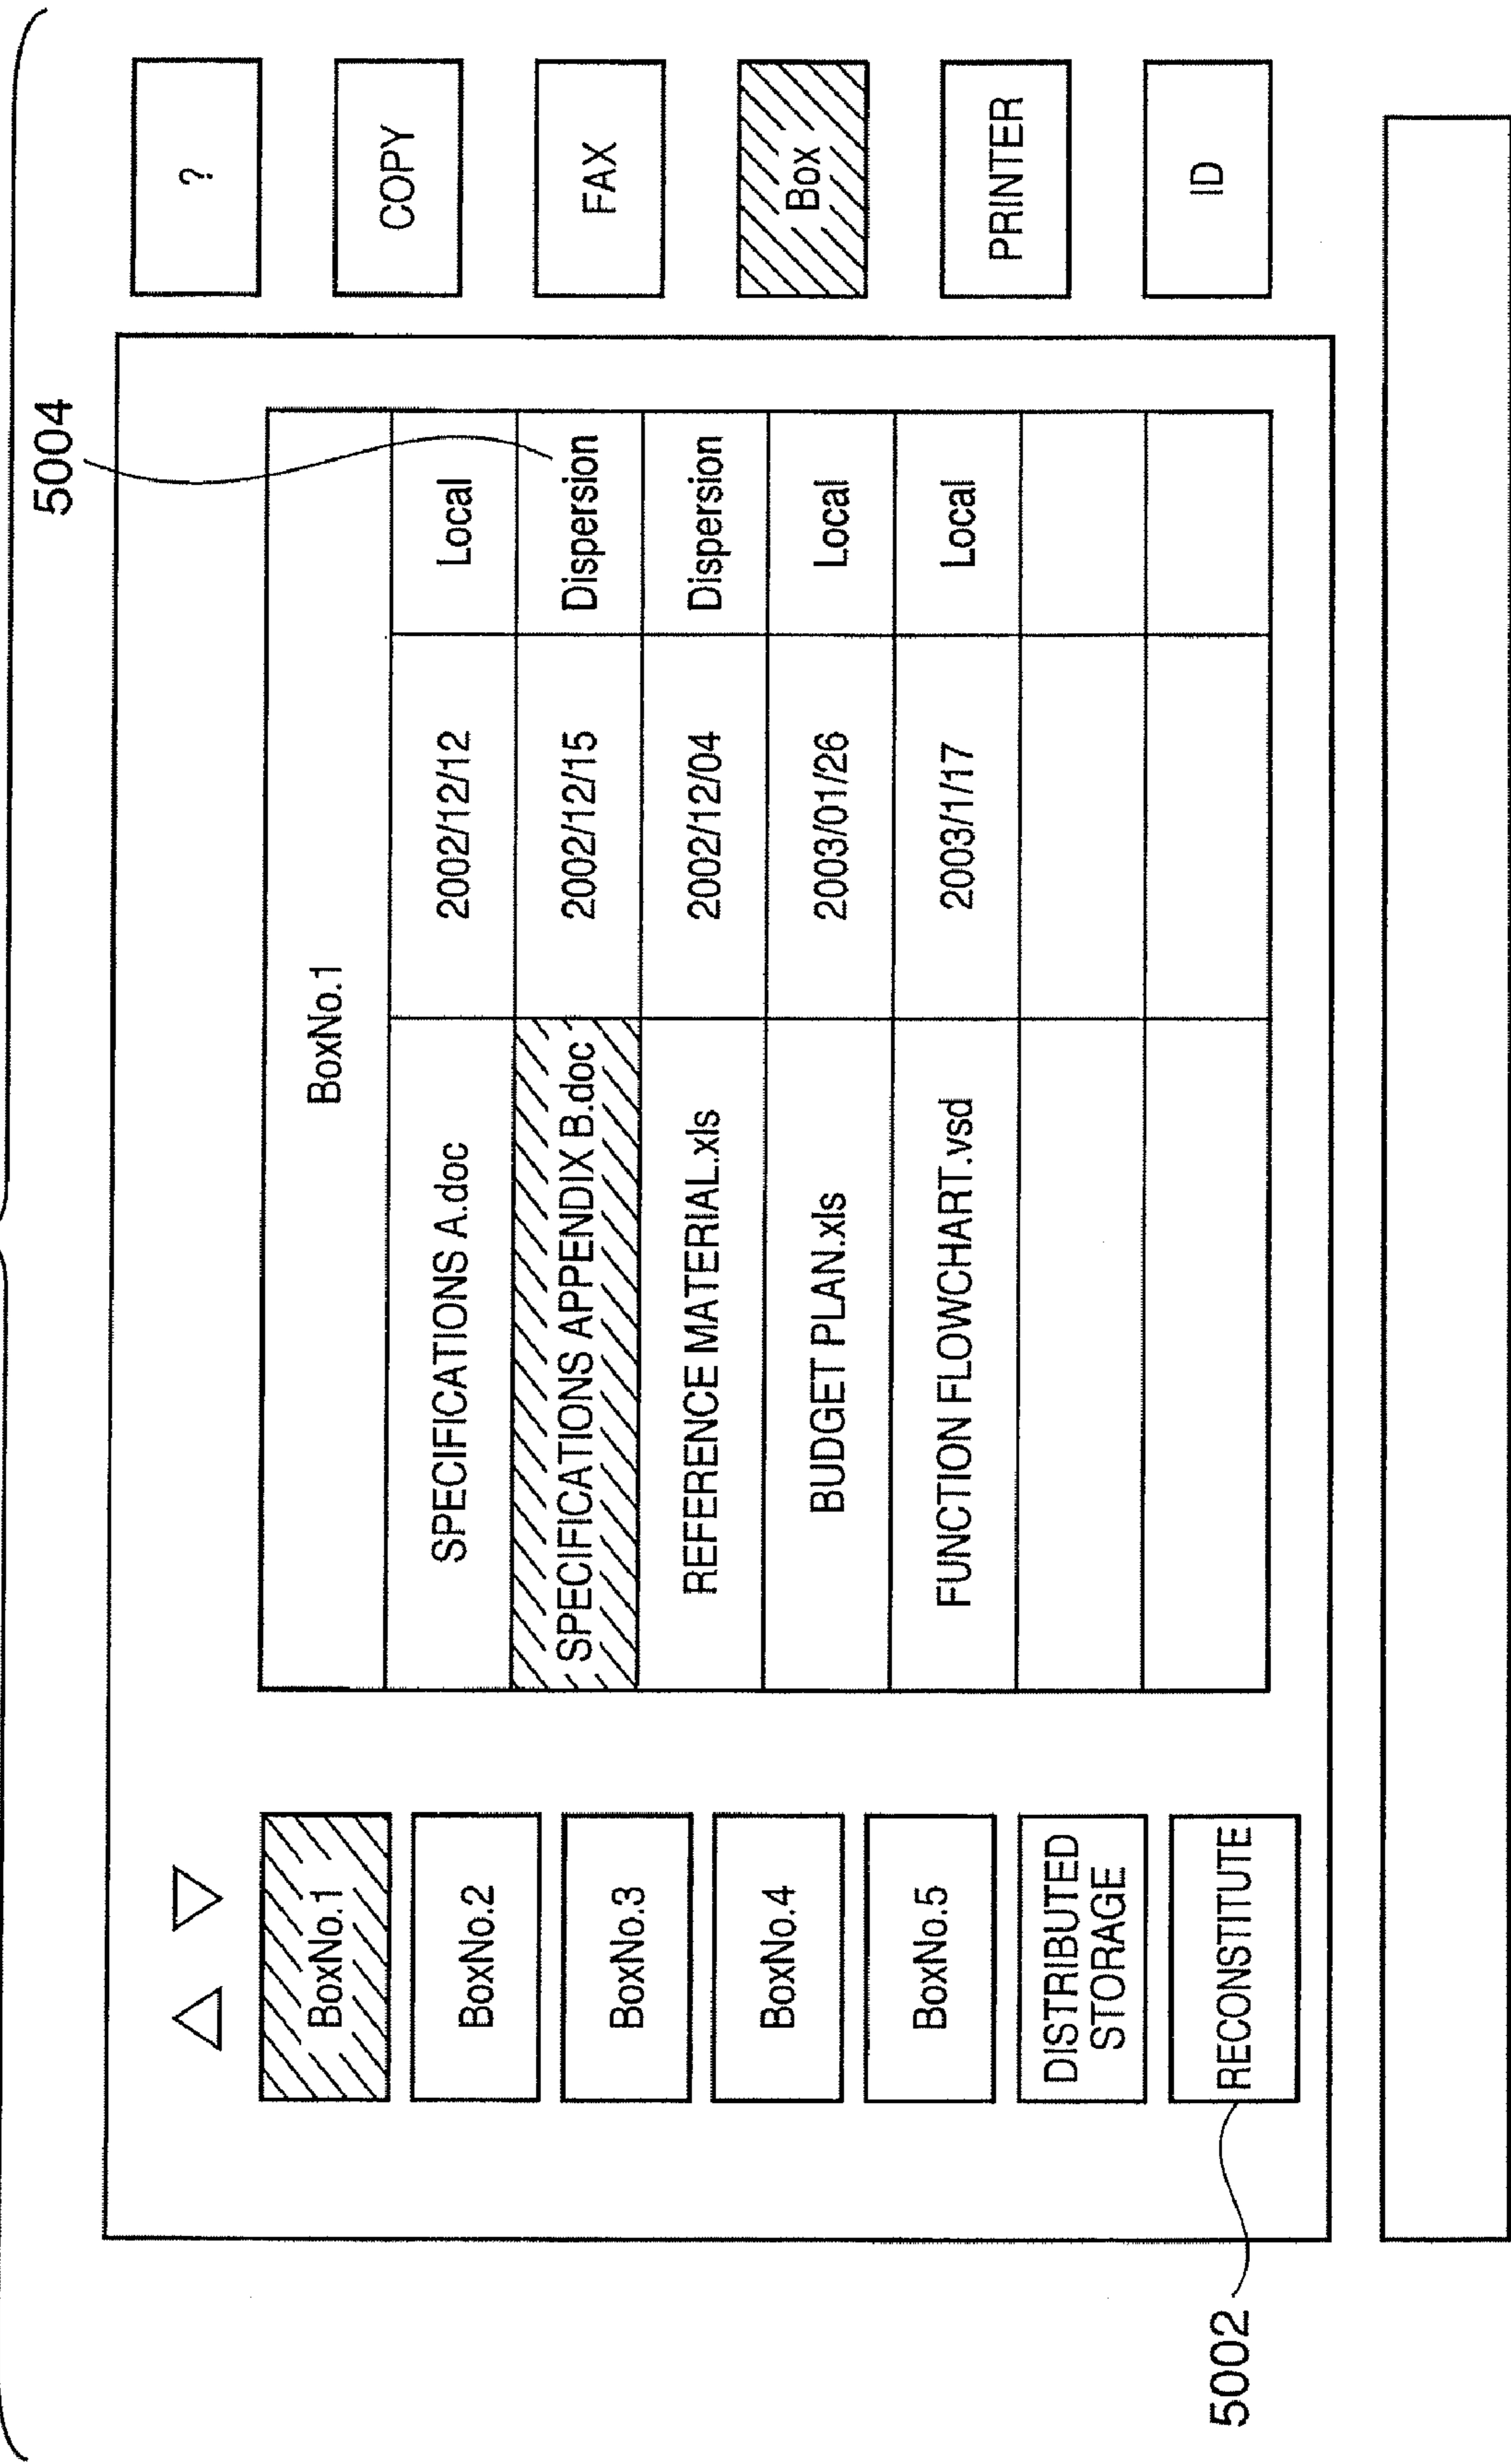 5004
?
COPY
FAX
Box
PRINTER
ID
BoxNo.1
BoxNo.2
BoxNo.3
BoxNo.4
BoxNo.5
DISTRIBUTED
STORAGE
RECONSTITUTE
BoxNo.1
SPECIFICATIONS A.doc 2002/12/12 Local
SPECIFICATIONS APPENDIX B.doc 2002/12/15 Dispersion
REFERENCE MATERIAL.xls 2002/12/04 Dispersion
BUDGET PLAN.xls 2003/01/26 Local
FUNCTION FLOWCHART.vsd 2003/1/17 Local
5002